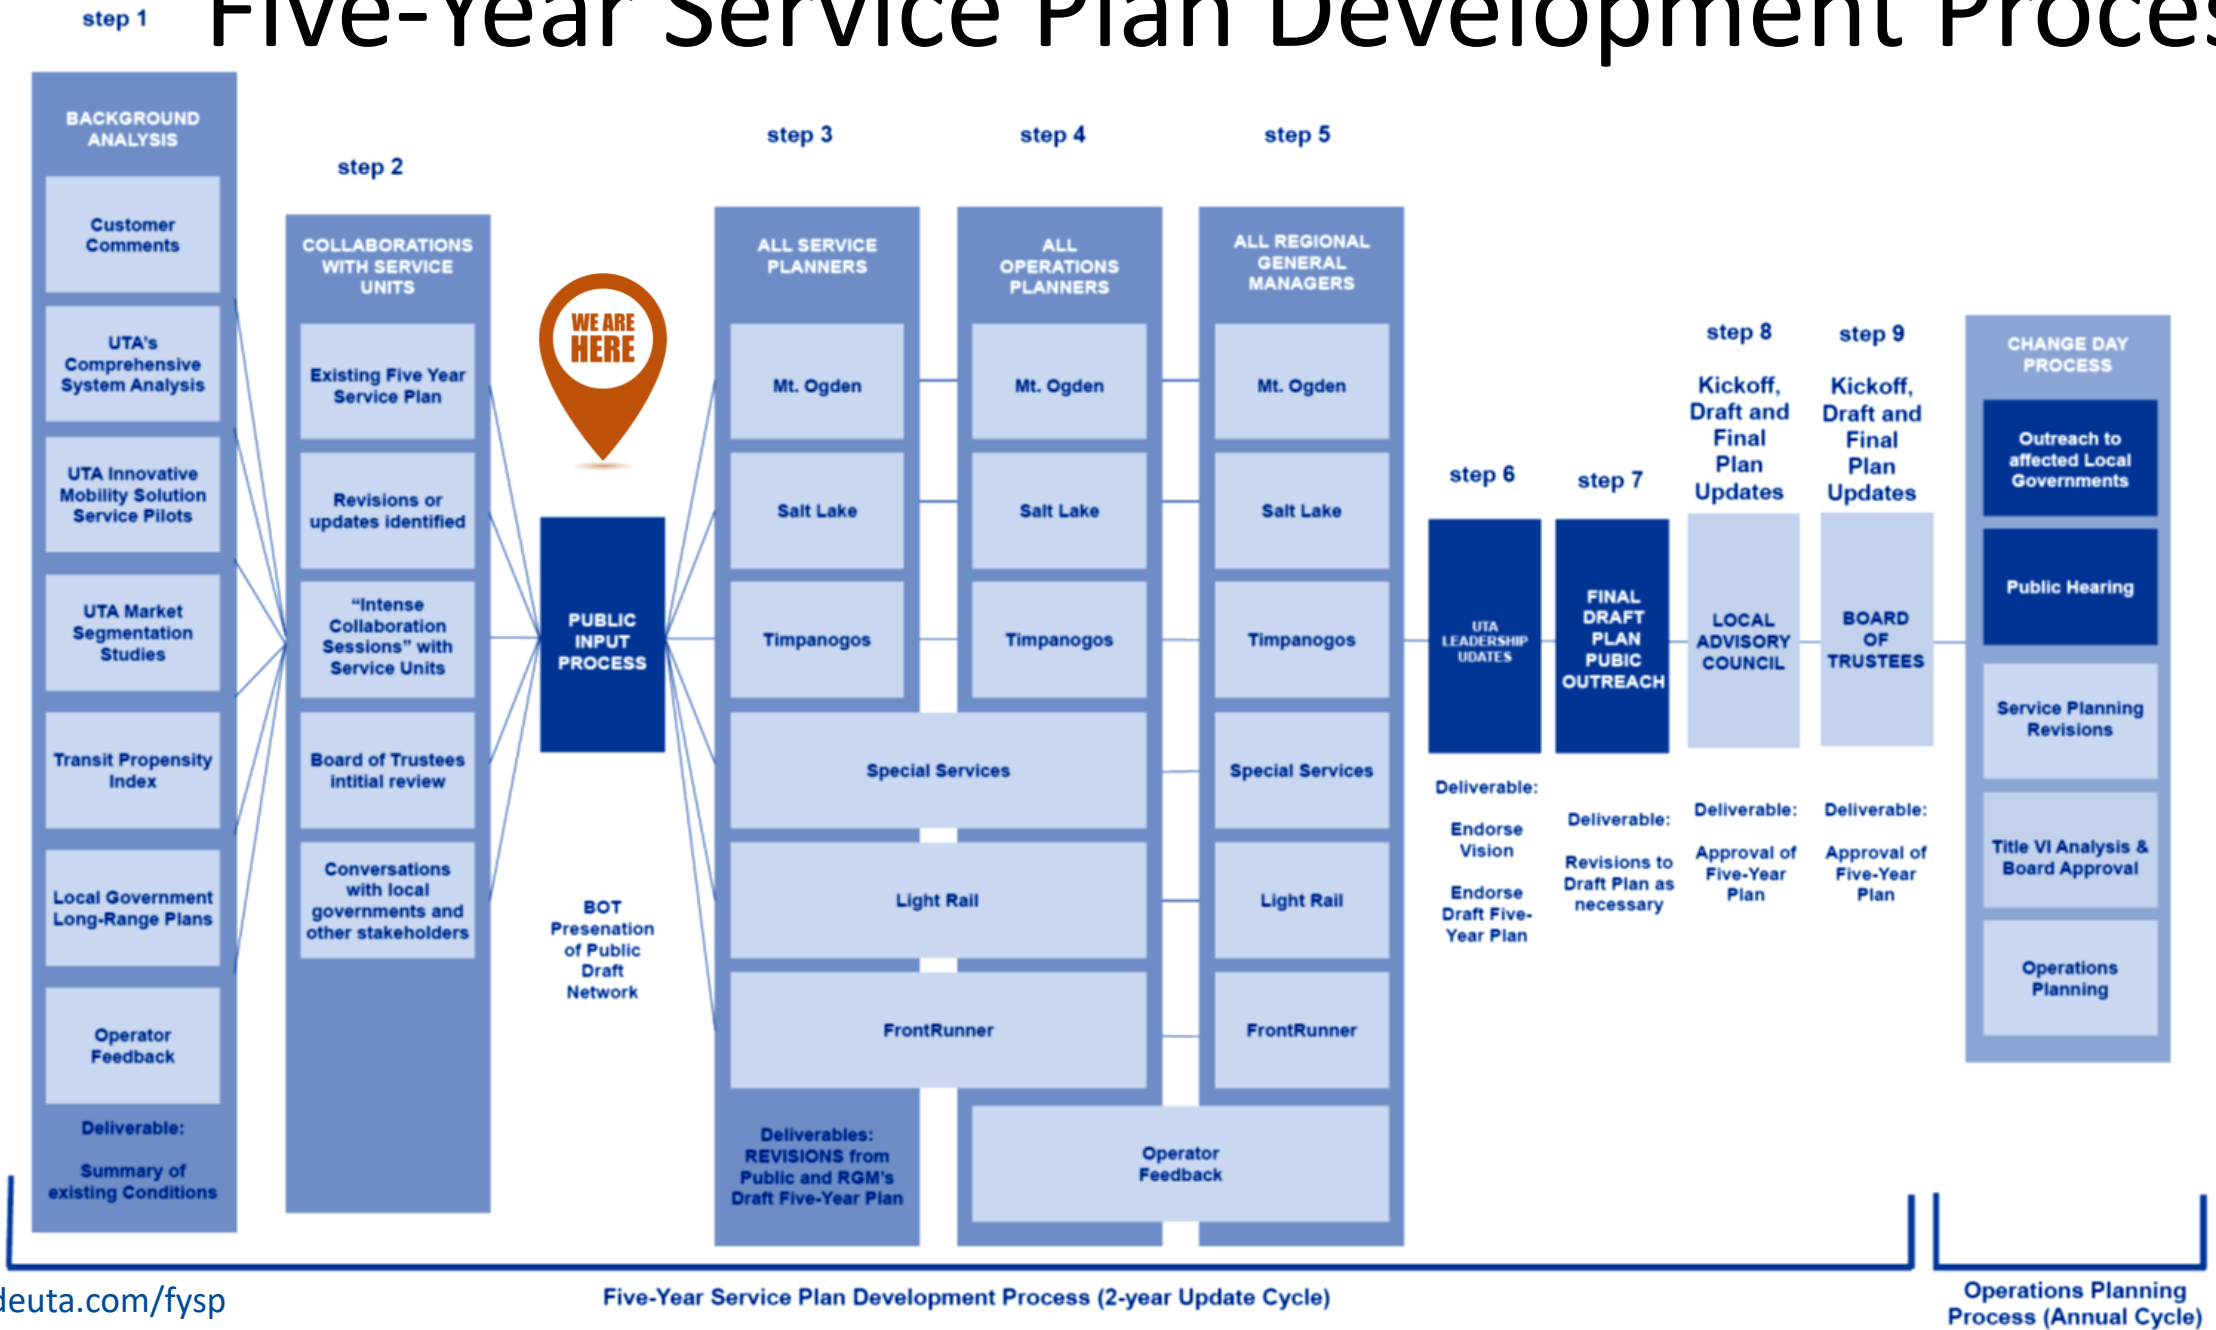 step 1
Five-Year Service Plan Development Proces
BACKGROUND
ANALYSIS
Customer
Comments
UTA's
Comprehensive
System Analysis
UTA Innovative
Mobility Solution
Service Pilots
UTA Market
Segmentation
Studies
Transit Propensity
Index
Local Government
Long-Range Plans
Operator
Feedback
Deliverable:
Summary of
existing Conditions
step 2
COLLABORATIONS
WITH SERVICE
UNITS
Existing Five Year
Service Plan
Revisions or
updates identified
“Intense
Collaboration
Sessions” with
Service Units
Board of Trustees
intitial review
Conversations
with local
governments and
other stakeholders
WE ARE
HERE
PUBLIC
INPUT
PROCESS
BOT
Presenation
of Public
Draft
Network
step 3
ALL SERVICE
PLANNERS
Mt. Ogden
Salt Lake
Timpanogos
Special Services
Light Rail
FrontRunner
Deliverables:
REVISIONS from
Public and RGM's
Draft Five-Year Plan
step 4
ALL
OPERATIONS
PLANNERS
Mt. Ogden
Salt Lake
Timpanogos
Operator
Feedback
step 5
ALL REGIONAL
GENERAL
MANAGERS
Mt. Ogden
Salt Lake
Timpanogos
Special Services
Light Rail
FrontRunner
step 6
UTA
LEADERSHIP
UDATES
Deliverable:
Endorse
Vision
Endorse
Draft Five-
Year Plan
step 7
FINAL
DRAFT
PLAN
PUBIC
OUTREACH
Deliverable:
Revisions to
Draft Plan as
necessary
step 8
Kickoff,
Draft and
Final
Plan
Updates
LOCAL
ADVISORY
COUNCIL
Deliverable:
Approval of
Five-Year
Plan
step 9
Kickoff,
Draft and
Final
Plan
Updates
BOARD
OF
TRUSTEES
Deliverable:
Approval of
Five-Year
Plan
CHANGE DAY
PROCESS
Outreach to
affected Local
Governments
Public Hearing
Service Planning
Revisions
Title VI Analysis &
Board Approval
Operations
Planning
deuta.com/fysp
Five-Year Service Plan Development Process (2-year Update Cycle)
Operations Planning
Process (Annual Cycle)